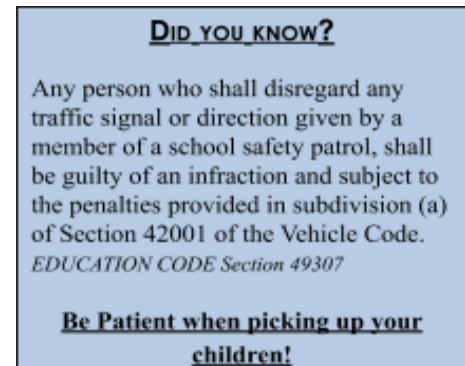 DID YOU KNOW?
Any person who shall disregard any
traffic signal or direction given by a
member of a school safety patrol, shall
be guilty of an infraction and subject to
the penalties provided in subdivision (a)
of Section 42001 of the Vehicle Code.
EDUCATION CODE Section 49307
Be Patient when picking up your
children!